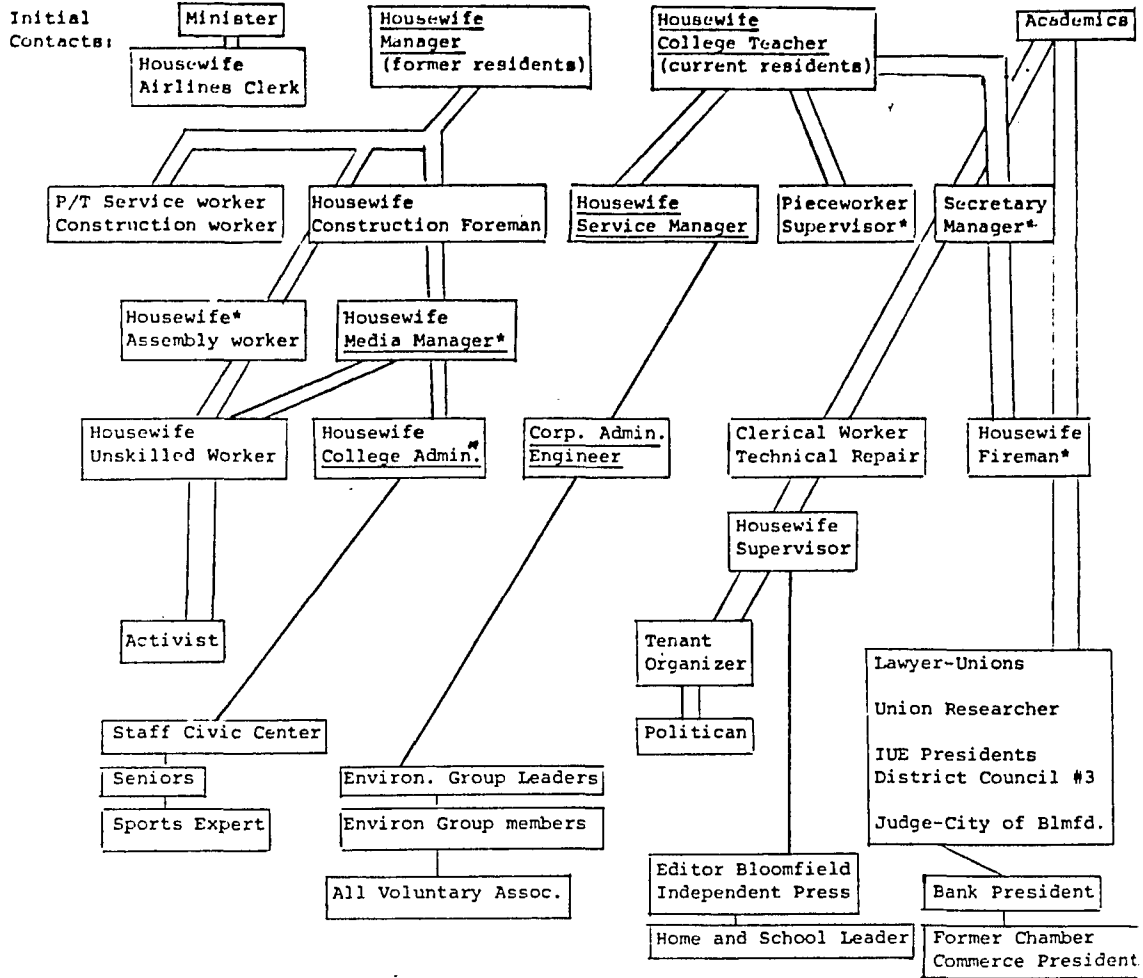 Initial
Contacts:
Minister
Housewife
Airlines Clerk
Housewife
Manager
(former residents)
Housewife
College Teacher
(current residents)
Academics
P/T Service worker
Construction worker
Housewife
Construction Foreman
Housewife
Service Manager
Pieceworker
Supervisor*
Secretary
Manager*
Housewife*
Assembly worker
Housewife
Media Manager*
Housewife
Unskilled Worker
Housewife
College Admin.*
Corp. Admin.
Engineer
Clerical Worker
Technical Repair
Housewife
Fireman*
Housewife
Supervisor
Activist
Tenant
Organizer
Politican
Lawyer-Unions
Union Researcher
IUE Presidents
District Council #3
Judge-City of Blmfd.
Staff Civic Center
Seniors
Sports Expert
Environ. Group Leaders
Environ Group members
All Voluntary Assoc.
Editor Bloomfield
Independent Press
Home and School Leader
Bank President
Former Chamber
Commerce President